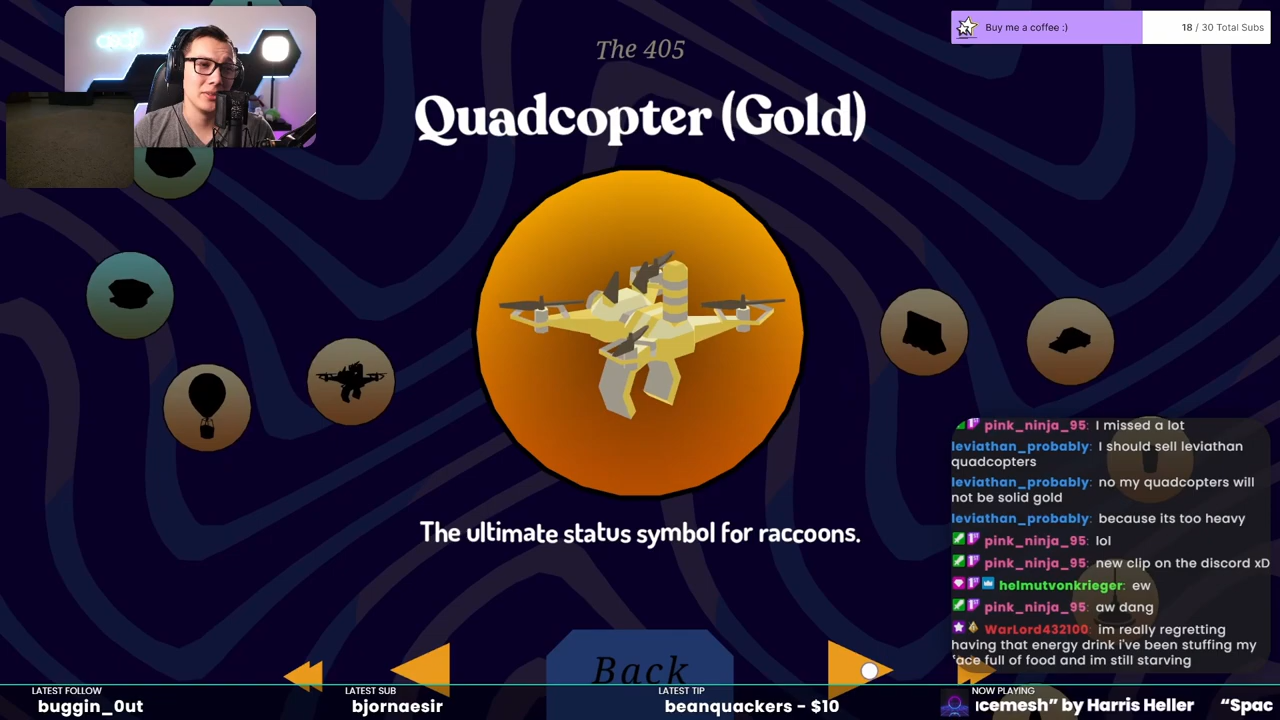 The 405
Buy me a coffee :)
18 / 30 Total Subs
Quadcopter (Gold)
The ultimate status symbol for raccoons.
pink_ninja_95: I missed a lot
leviathan_probably: I should sell leviathan
quadcopters
leviathan_probably: no my quadcopters will
not be solid gold
leviathan_probably: because its too heavy
pink_ninja_95: lol
pink_ninja_95: new clip on the discord xD
helmutvonkrieger: ew
pink_ninja_95: aw dang
WarLord432100: im really regretting
having that energy drink i've been stuffing my
face full of food and im still starving
Back
LATEST FOLLOW
buggin_0ut
LATEST SUB
bjornaesir
LATEST TIP
beanquackers - $10
NOW PLAYING
cemesh” by Harris Heller “Spac